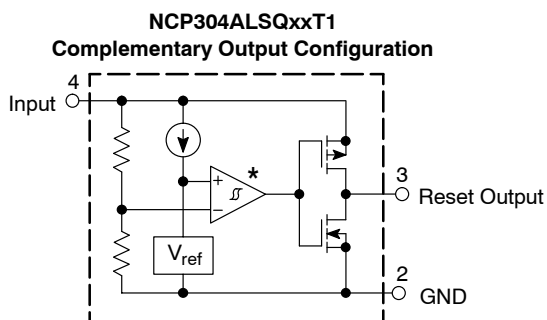 NCP304ALSQxxT1
Complementary Output Configuration
4
Input
*
+
−
3
Reset Output
Vref
2
GND